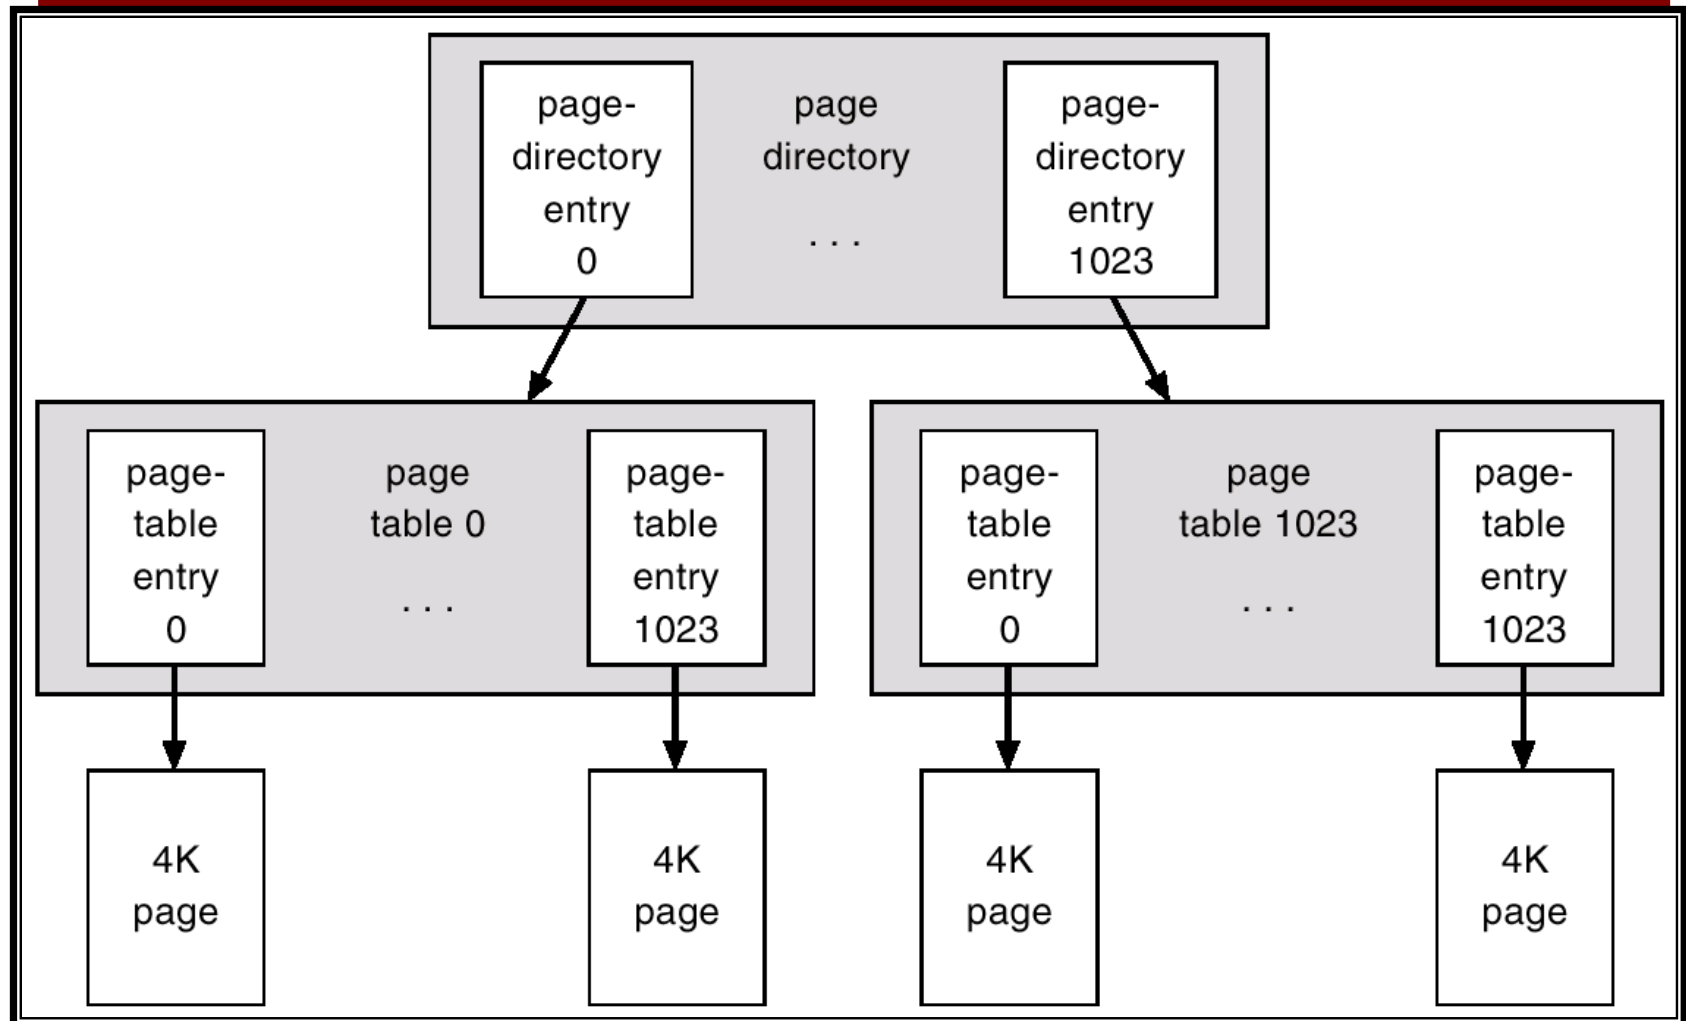 page-
directory
entry
0
page
directory
. . .
page-
directory
entry
1023
page-
table
entry
0
page
table 0
. . .
page-
table
entry
1023
page-
table
entry
0
page
table 1023
. . .
page-
table
entry
1023
4K
page
4K
page
4K
page
4K
page